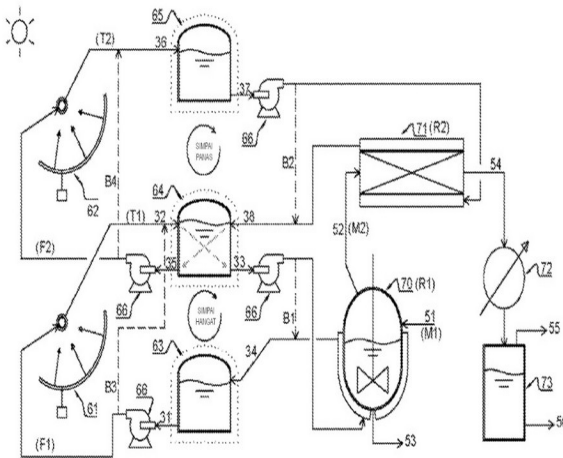 65
(T2)
36
37
66
71 (R2)
54
62
B4
SIMPAI
PANAS
B2
64
(T1)
32
38
52 (M2)
(F2)
35
33
66
66
72
70 (R1)
51
(M1)
SIMPAI
HANGAT
B1
63
34
55
61
B3
66
73
31
(F1)
53